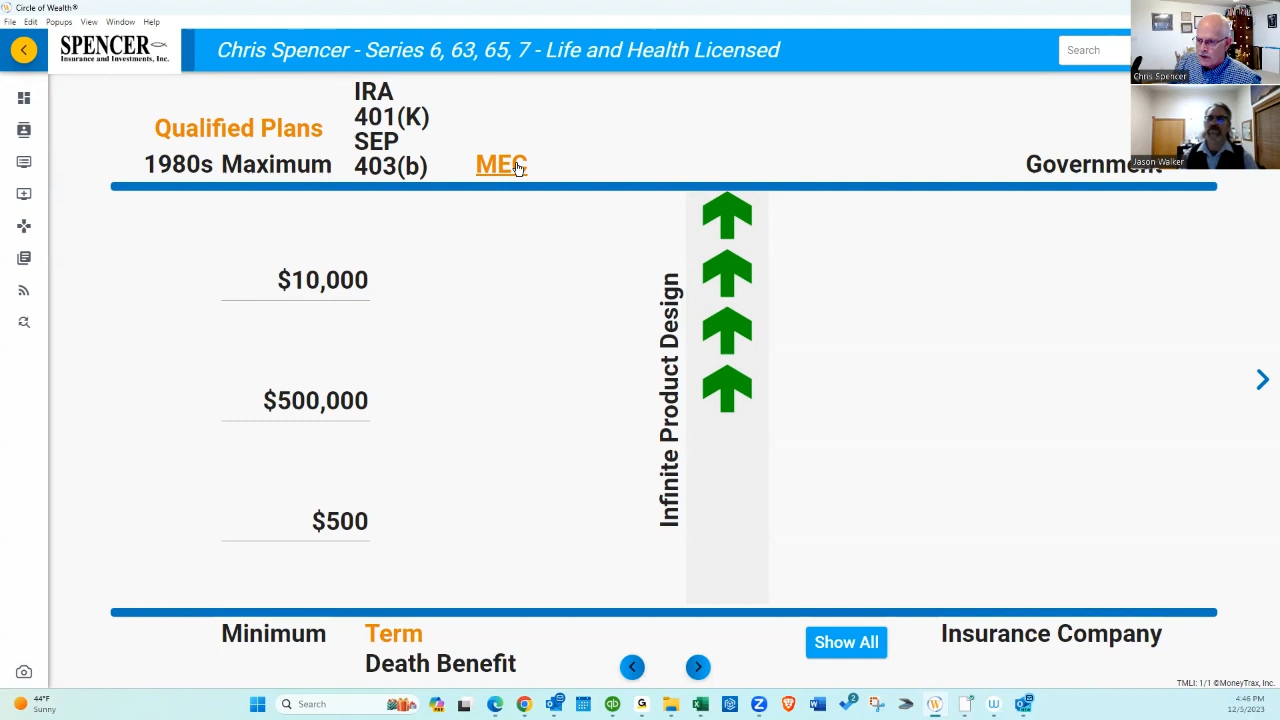 Circle of Wealth®
File Edit Popups View Window Help
SPENCER
Insurance and Investments, Inc.
Chris Spencer - Series 6, 63, 65, 7 - Life and Health Licensed
Search
Chris Spencer
Jason Walker
IRA
401(K)
SEP
403(b)
Qualified Plans
1980s Maximum
MEC
Government
$10,000
$500,000
$500
Infinite Product Design
Minimum
Term
Death Benefit
Show All
Insurance Company
TMLI: 1/1 ©MoneyTrax, Inc.
44°F
Sunny
Search
4:46 PM
12/5/2023